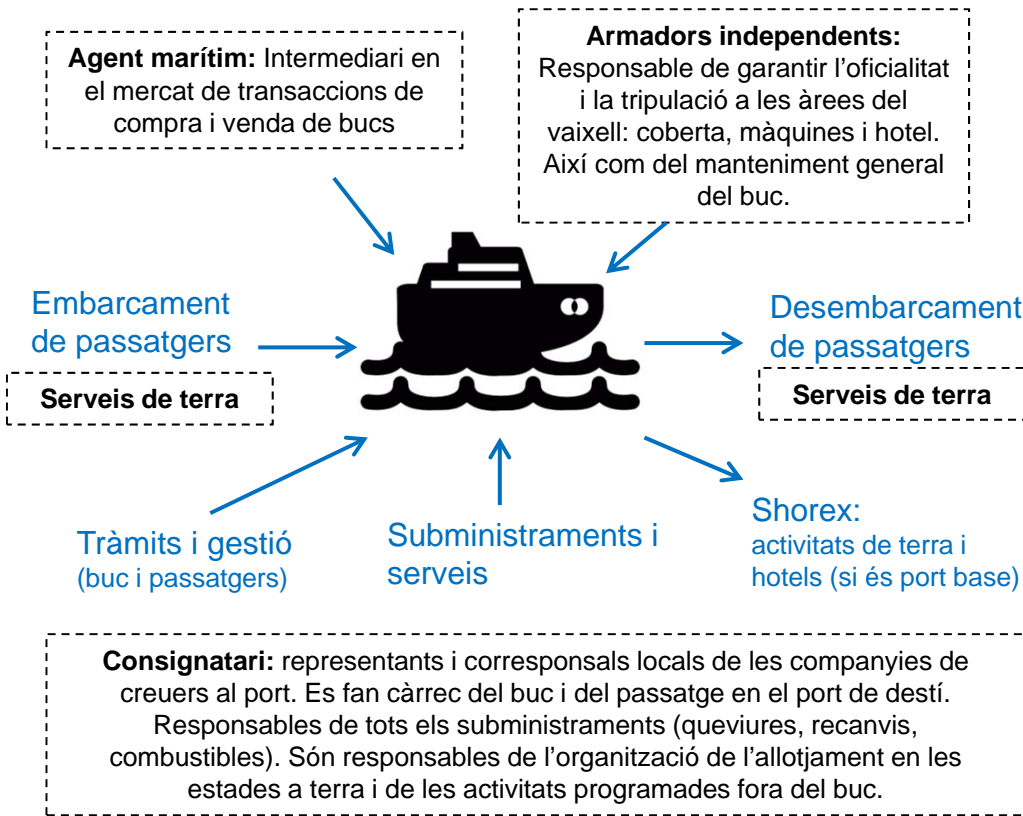 Agent marítim: Intermediari en
el mercat de transaccions de
compra i venda de bucs
Armadors independents:
Responsable de garantir l’oficialitat
i la tripulació a les àrees del
vaixell: coberta, màquines i hotel.
Així com del manteniment general
del buc.
Embarcament
de passatgers
Serveis de terra
Desembarcament
de passatgers
Serveis de terra
Tràmits i gestió
(buc i passatgers)
Subministraments i
serveis
Shorex:
activitats de terra i
hotels (si és port base)
Consignatari: representants i corresponsals locals de les companyies de
creuers al port. Es fan càrrec del buc i del passatge en el port de destí.
Responsables de tots els subministraments (queviures, recanvis,
combustibles). Són responsables de l’organització de l’allotjament en les
estades a terra i de les activitats programades fora del buc.